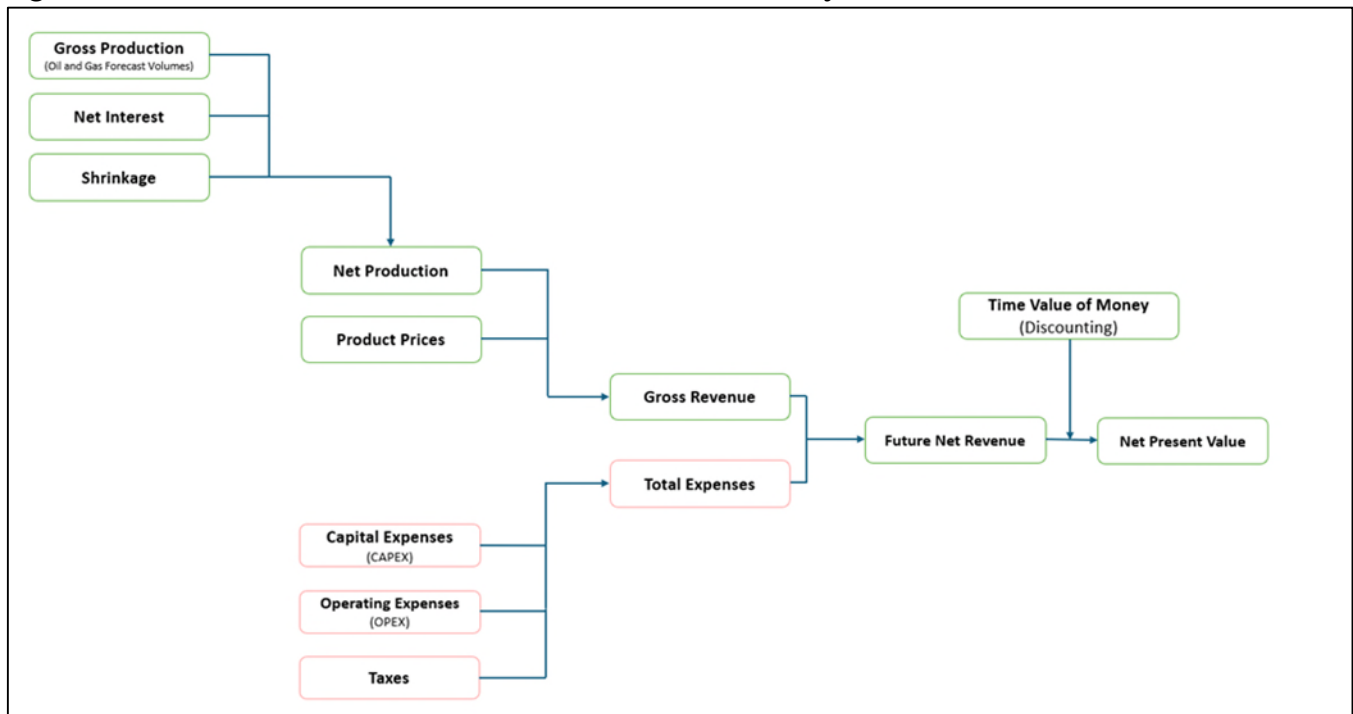 Gross Production
(Oil and Gas Forecast Volumes)
Net Interest
Shrinkage
Net Production
Product Prices
Time Value of Money
(Discounting)
Gross Revenue
Future Net Revenue
Net Present Value
Total Expenses
Capital Expenses
(CAPEX)
Operating Expenses
(OPEX)
Taxes